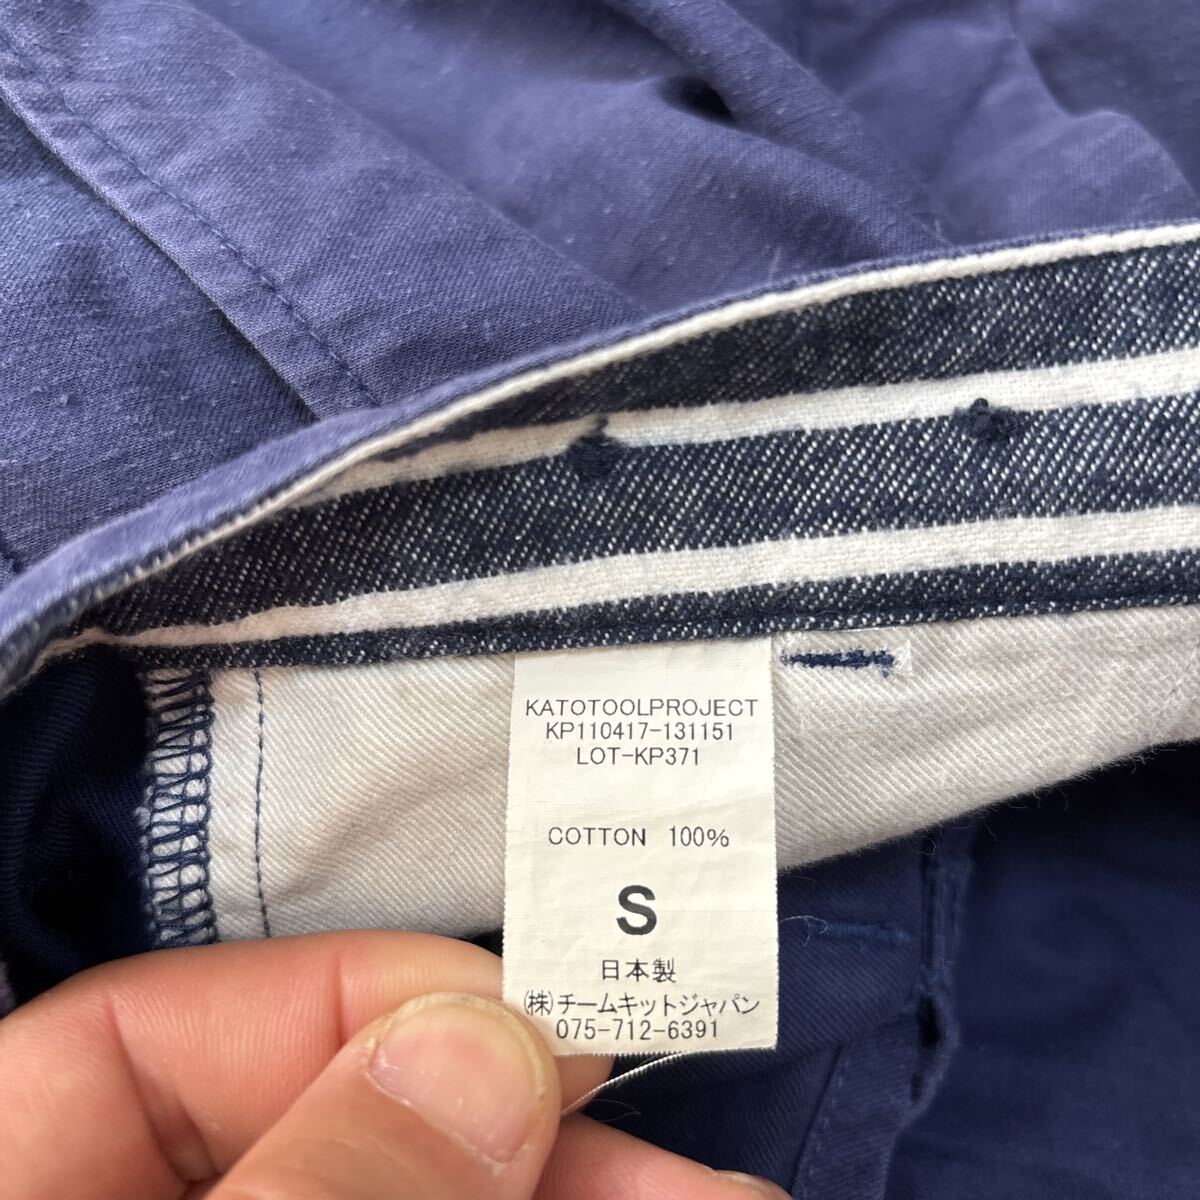 KATOTOOLPROJECT
KP110417-131151
LOT-KP371
COTTON 100%
S
日本製
㈱チームキットジャパン
075-712-6391